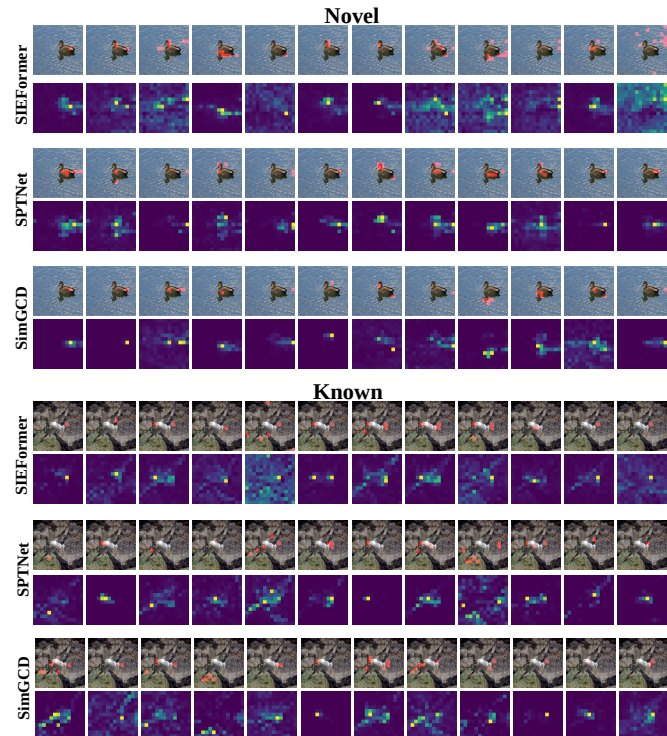 Novel
SIEFormer
SPTNet
SimGCD
Known
SIEFormer
SPTNet
SimGCD